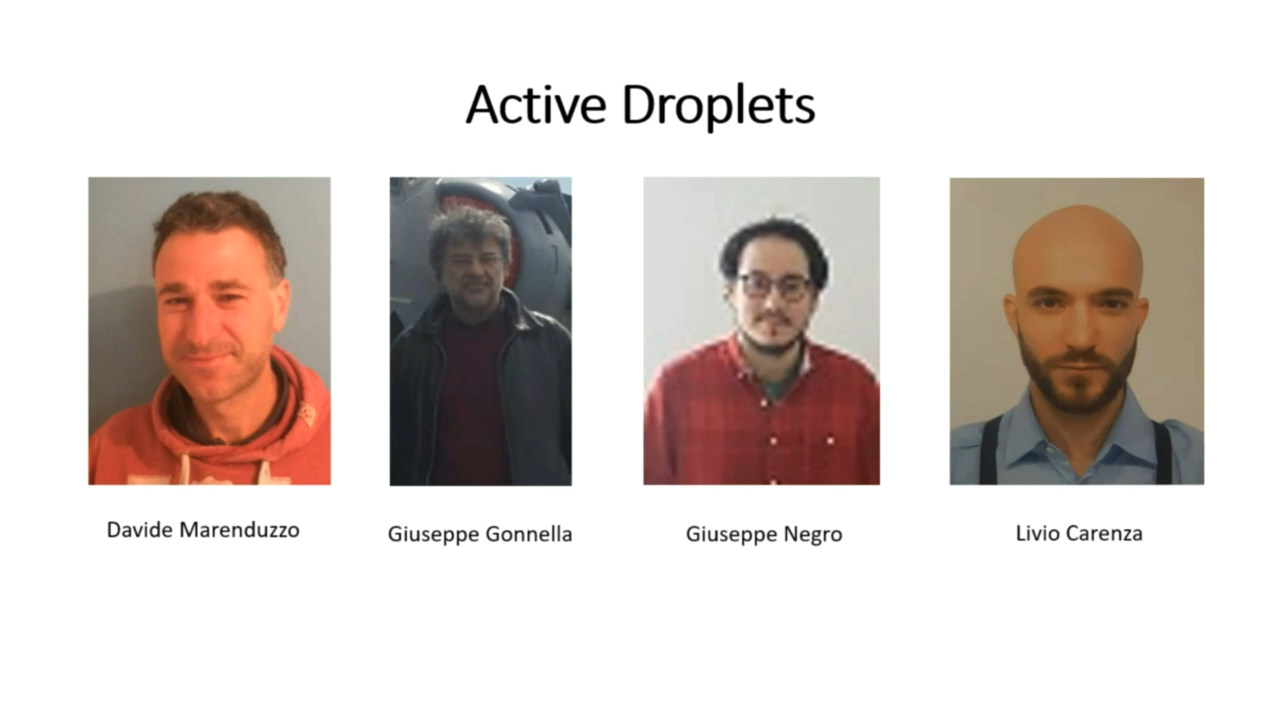 Active Droplets
Davide Marenduzzo
Giuseppe Gonnella
Giuseppe Negro
Livio Carenza